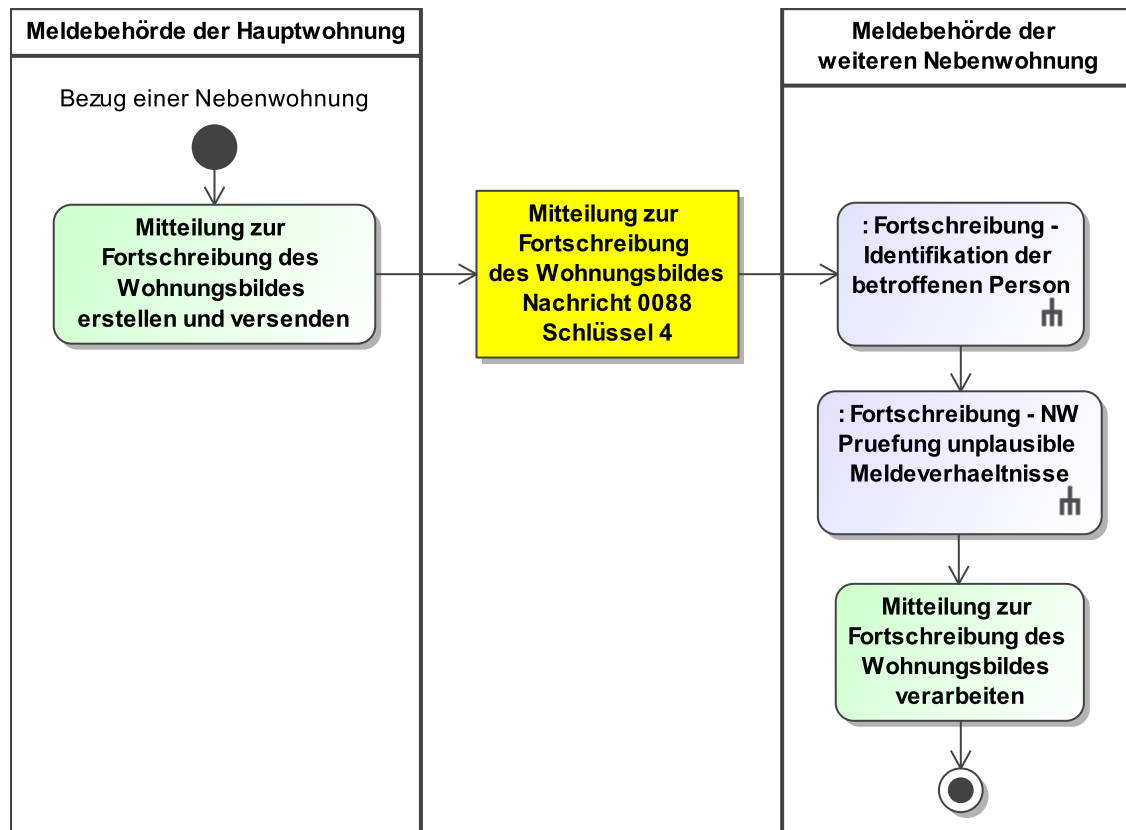 Meldebehörde der Hauptwohnung
Bezug einer Nebenwohnung
Mitteilung zur
Fortschreibung des
Wohnungsbildes
erstellen und versenden
Mitteilung zur
Fortschreibung
des Wohnungsbildes
Nachricht 0088
Schlüssel 4
Meldebehörde der
weiteren Nebenwohnung
: Fortschreibung -
Identifikation der
betroffenen Person
: Fortschreibung - NW
Pruefung unplausible
Meldeverhaeltnisse
Mitteilung zur
Fortschreibung des
Wohnungsbildes
verarbeiten